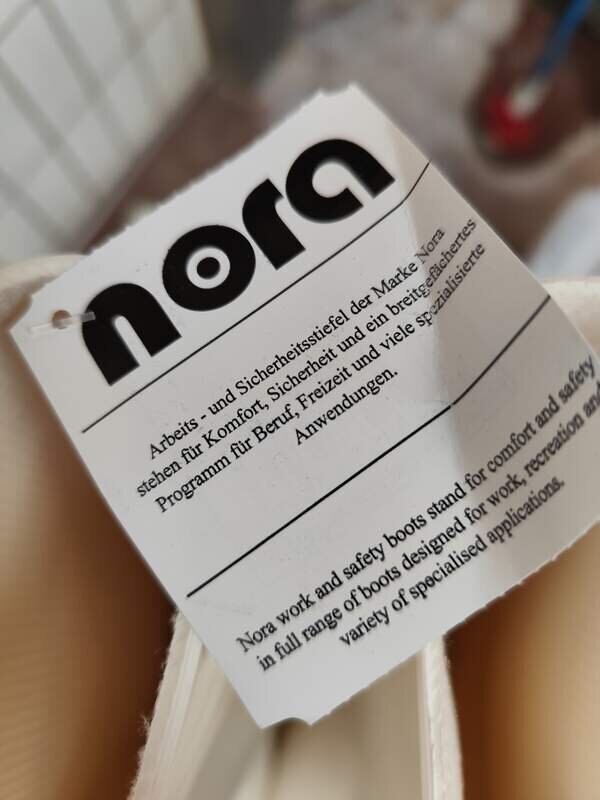 nora
Arbeits - und Sicherheitsstiefel der Marke Nora
stehen für Komfort, Sicherheit und ein breitgefächertes
Programm für Beruf, Freizeit und viele spezialisierte
Anwendungen.
Nora work and safety boots stand for comfort and safety
in full range of boots designed for work, recreation and
variety of specialised applications.